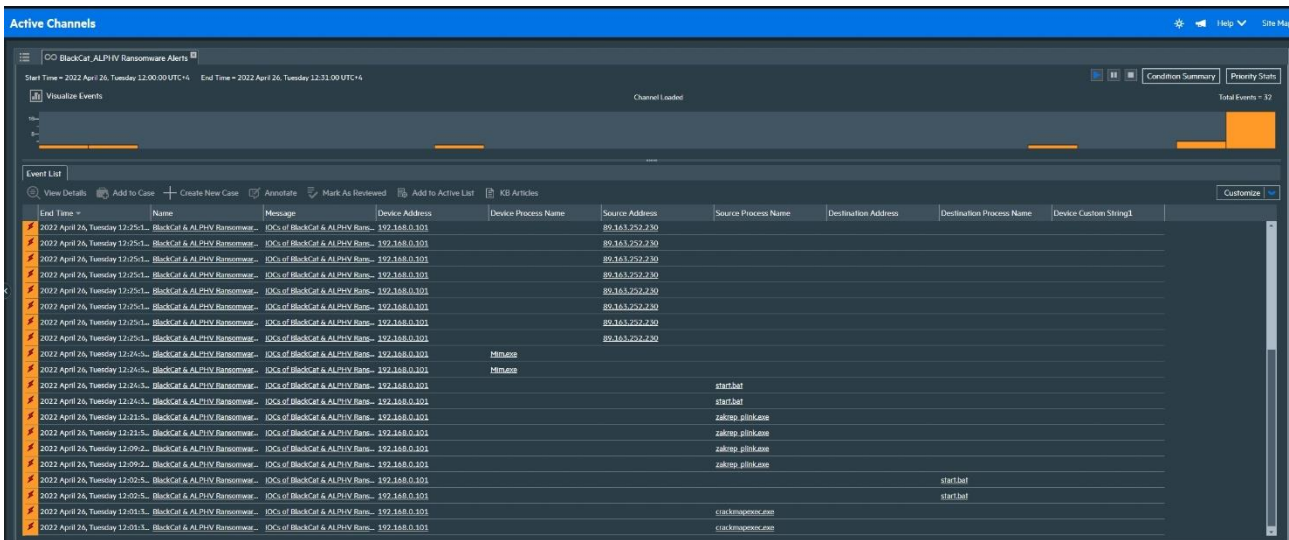 Active Channels Help Site Ma
BlackCat_ALPHV Ransomware Alerts
Start Time = 2022 April 26, Tuesday 12:00:00 UTC+4 End Time = 2022 April 26, Tuesday 12:31:00 UTC+4 Condition Summary Priority Stats
Visualize Events Channel Loaded Total Events = 32
Event List
View Details Add to Case Create New Case Annotate Mark As Reviewed Add to Active List KB Articles Customize
End Time Name Message Device Address Device Process Name Source Address Source Process Name Destination Address Destination Process Name Device Custom String1
2022 April 26, Tuesday 12:25:1... BlackCat & ALPHV Ransomwar... IOCs of BlackCat & ALPHV Rans... 192.168.0.101 89.163.252.230
2022 April 26, Tuesday 12:25:1... BlackCat & ALPHV Ransomwar... IOCs of BlackCat & ALPHV Rans... 192.168.0.101 89.163.252.230
2022 April 26, Tuesday 12:25:1... BlackCat & ALPHV Ransomwar... IOCs of BlackCat & ALPHV Rans... 192.168.0.101 89.163.252.230
2022 April 26, Tuesday 12:25:1... BlackCat & ALPHV Ransomwar... IOCs of BlackCat & ALPHV Rans... 192.168.0.101 89.163.252.230
2022 April 26, Tuesday 12:25:1... BlackCat & ALPHV Ransomwar... IOCs of BlackCat & ALPHV Rans... 192.168.0.101 89.163.252.230
2022 April 26, Tuesday 12:25:1... BlackCat & ALPHV Ransomwar... IOCs of BlackCat & ALPHV Rans... 192.168.0.101 89.163.252.230
2022 April 26, Tuesday 12:25:1... BlackCat & ALPHV Ransomwar... IOCs of BlackCat & ALPHV Rans... 192.168.0.101 89.163.252.230
2022 April 26, Tuesday 12:25:1... BlackCat & ALPHV Ransomwar... IOCs of BlackCat & ALPHV Rans... 192.168.0.101 89.163.252.230
2022 April 26, Tuesday 12:24:5... BlackCat & ALPHV Ransomwar... IOCs of BlackCat & ALPHV Rans... 192.168.0.101 Mim.exe
2022 April 26, Tuesday 12:24:5... BlackCat & ALPHV Ransomwar... IOCs of BlackCat & ALPHV Rans... 192.168.0.101 Mim.exe
2022 April 26, Tuesday 12:24:3... BlackCat & ALPHV Ransomwar... IOCs of BlackCat & ALPHV Rans... 192.168.0.101 start.bat
2022 April 26, Tuesday 12:24:3... BlackCat & ALPHV Ransomwar... IOCs of BlackCat & ALPHV Rans... 192.168.0.101 start.bat
2022 April 26, Tuesday 12:21:5... BlackCat & ALPHV Ransomwar... IOCs of BlackCat & ALPHV Rans... 192.168.0.101 zakrep_plink.exe
2022 April 26, Tuesday 12:21:5... BlackCat & ALPHV Ransomwar... IOCs of BlackCat & ALPHV Rans... 192.168.0.101 zakrep_plink.exe
2022 April 26, Tuesday 12:09:2... BlackCat & ALPHV Ransomwar... IOCs of BlackCat & ALPHV Rans... 192.168.0.101 zakrep_plink.exe
2022 April 26, Tuesday 12:09:2... BlackCat & ALPHV Ransomwar... IOCs of BlackCat & ALPHV Rans... 192.168.0.101 zakrep_plink.exe
2022 April 26, Tuesday 12:02:5... BlackCat & ALPHV Ransomwar... IOCs of BlackCat & ALPHV Rans... 192.168.0.101 start.bat
2022 April 26, Tuesday 12:02:5... BlackCat & ALPHV Ransomwar... IOCs of BlackCat & ALPHV Rans... 192.168.0.101 start.bat
2022 April 26, Tuesday 12:01:3... BlackCat & ALPHV Ransomwar... IOCs of BlackCat & ALPHV Rans... 192.168.0.101 crackmapexec.exe
2022 April 26, Tuesday 12:01:3... BlackCat & ALPHV Ransomwar... IOCs of BlackCat & ALPHV Rans... 192.168.0.101 crackmapexec.exe